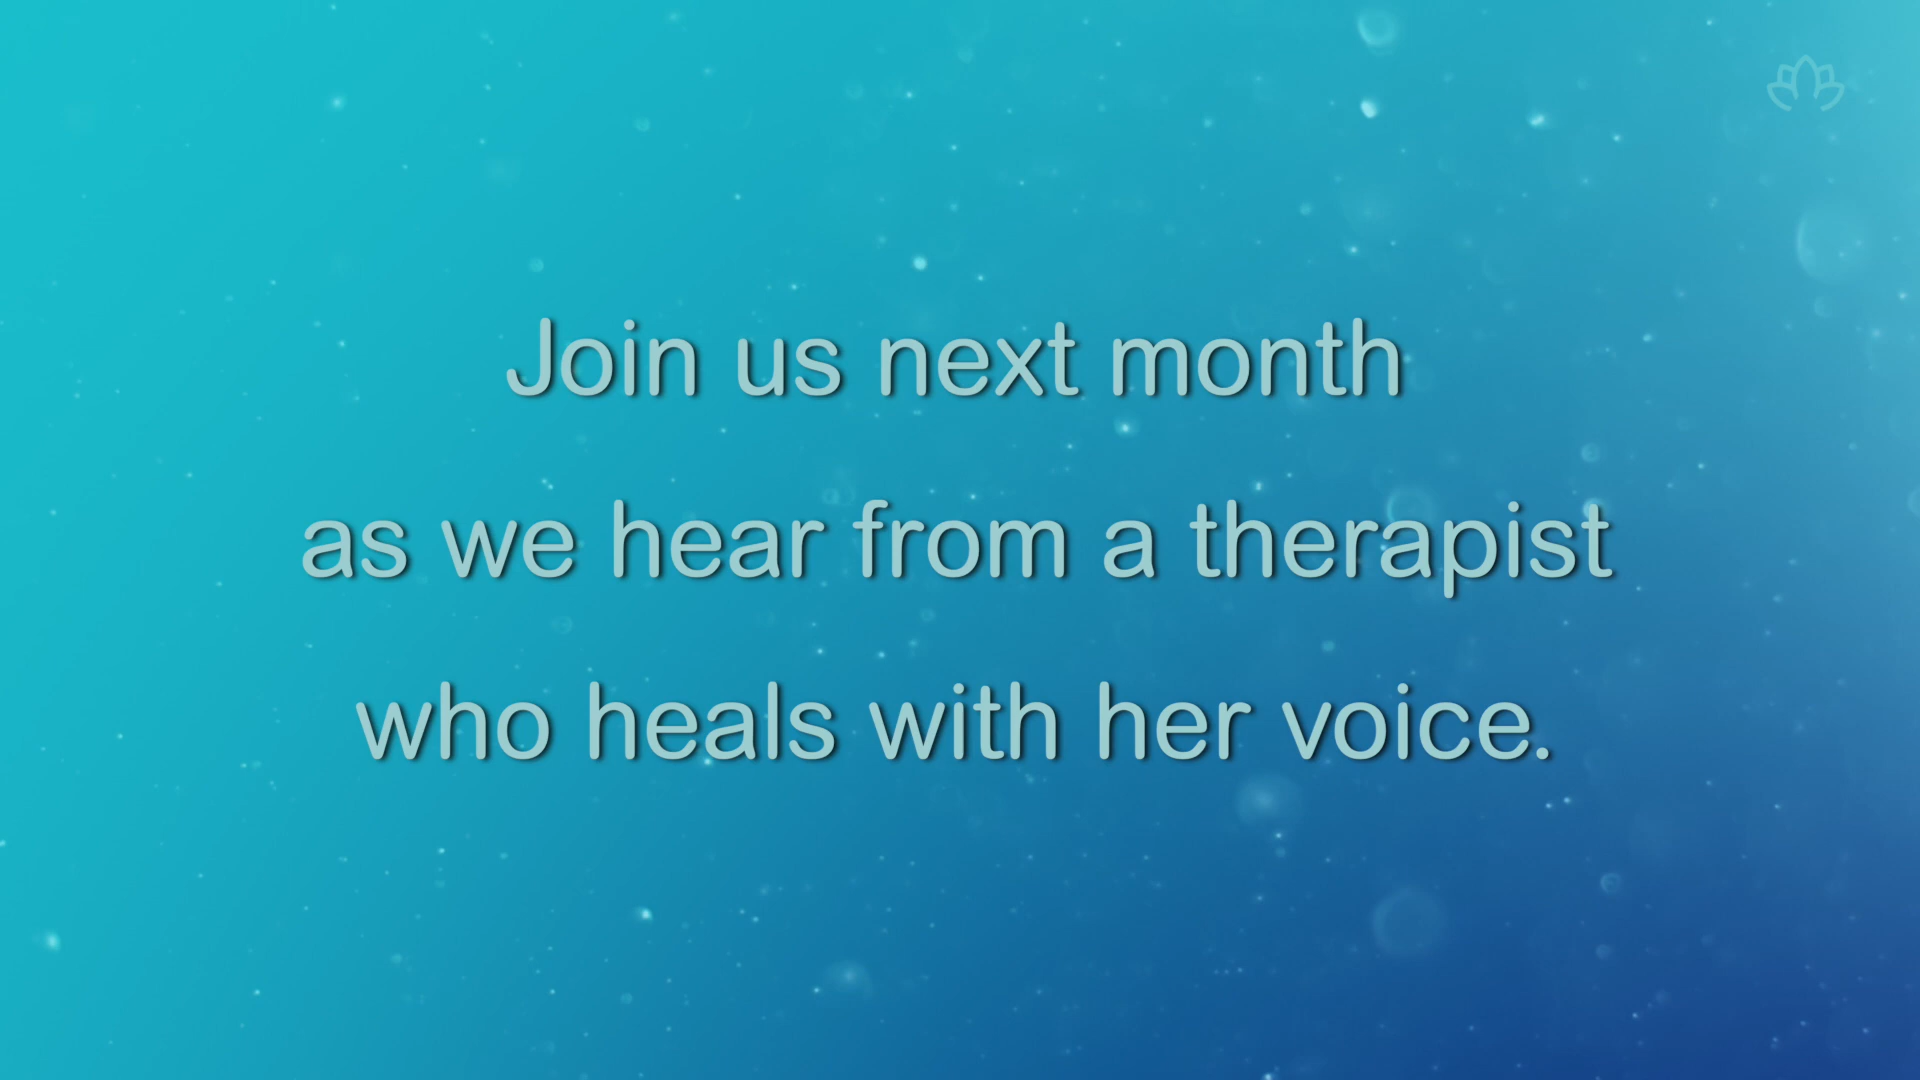 Join us next month
as we hear from a therapist
who heals with her voice.